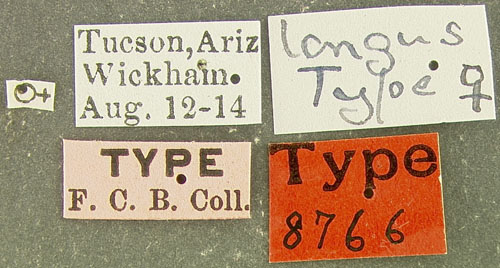 ♀
Tucson, Ariz
Wickham.
Aug. 12-14
longus
Type ♀
TYPE
F. C. B. Coll.
Type
8766